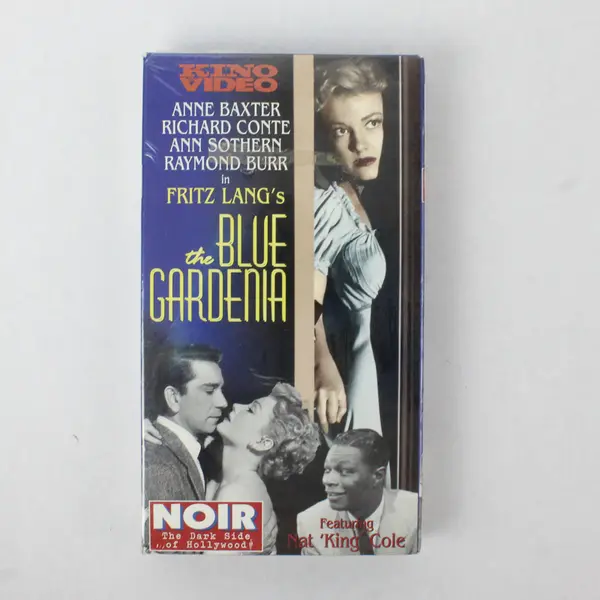 KINO
VIDEO
ANNE BAXTER
RICHARD CONTE
ANN SOTHERN
RAYMOND BURR
in
FRITZ LANG's
the BLUE
GARDENIA
NOIR
The Dark Side
...of Hollywood!
Featuring
Nat 'King' Cole